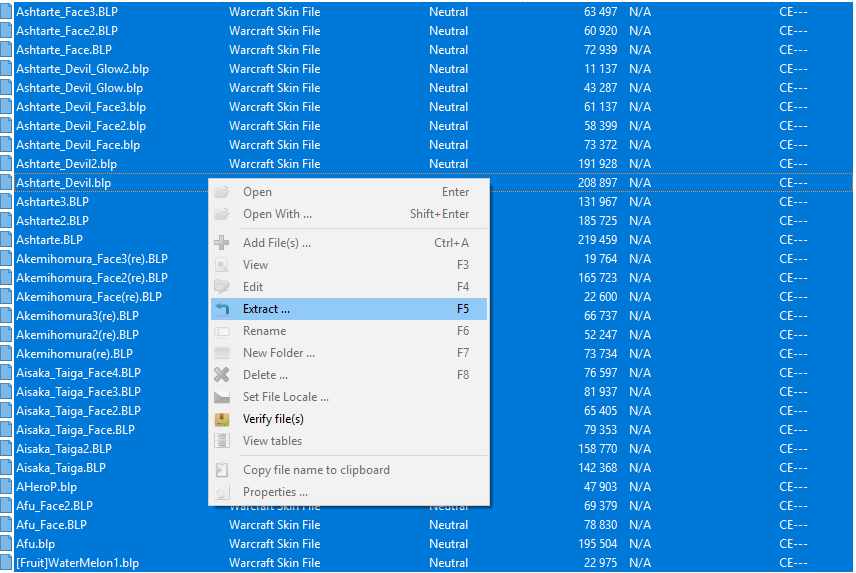 Ashtarte_Face3.BLP Warcraft Skin File Neutral 63 497 N/A CE---
Ashtarte_Face2.BLP Warcraft Skin File Neutral 60 920 N/A CE---
Ashtarte_Face.BLP Warcraft Skin File Neutral 72 939 N/A CE---
Ashtarte_Devil_Glow2.blp Warcraft Skin File Neutral 11 137 N/A CE---
Ashtarte_Devil_Glow.blp Warcraft Skin File Neutral 43 287 N/A CE---
Ashtarte_Devil_Face3.blp Warcraft Skin File Neutral 61 137 N/A CE---
Ashtarte_Devil_Face2.blp Warcraft Skin File Neutral 58 399 N/A CE---
Ashtarte_Devil_Face.blp Warcraft Skin File Neutral 73 372 N/A CE---
Ashtarte_Devil2.blp Warcraft Skin File Neutral 191 928 N/A CE---
Ashtarte_Devil.blp 208 897 N/A CE---
Ashtarte3.BLP 131 967 N/A CE---
Ashtarte2.BLP 185 725 N/A CE---
Ashtarte.BLP 219 459 N/A CE---
Akemihomura_Face3(re).BLP 19 764 N/A CE---
Akemihomura_Face2(re).BLP 165 723 N/A CE---
Akemihomura_Face(re).BLP 22 600 N/A CE---
Akemihomura3(re).BLP 66 737 N/A CE---
Akemihomura2(re).BLP 52 247 N/A CE---
Akemihomura(re).BLP 73 734 N/A CE---
Aisaka_Taiga_Face4.BLP 76 597 N/A CE---
Aisaka_Taiga_Face3.BLP 81 937 N/A CE---
Aisaka_Taiga_Face2.BLP 65 405 N/A CE---
Aisaka_Taiga_Face.BLP 79 353 N/A CE---
Aisaka_Taiga2.BLP 158 770 N/A CE---
Aisaka_Taiga.BLP 142 368 N/A CE---
AHeroP.blp 47 903 N/A CE---
Afu_Face2.BLP 69 379 N/A CE---
Afu_Face.BLP Warcraft Skin File Neutral 78 830 N/A CE---
Afu.blp Warcraft Skin File Neutral 195 504 N/A CE---
[Fruit]WaterMelon1.blp Warcraft Skin File Neutral 22 975 N/A CE---
Open Enter
Open With ... Shift+Enter
Add File(s) ... Ctrl+A
View F3
Edit F4
Extract ... F5
Rename F6
New Folder ... F7
Delete ... F8
Set File Locale ...
Verify file(s)
View tables
Copy file name to clipboard
Properties ...